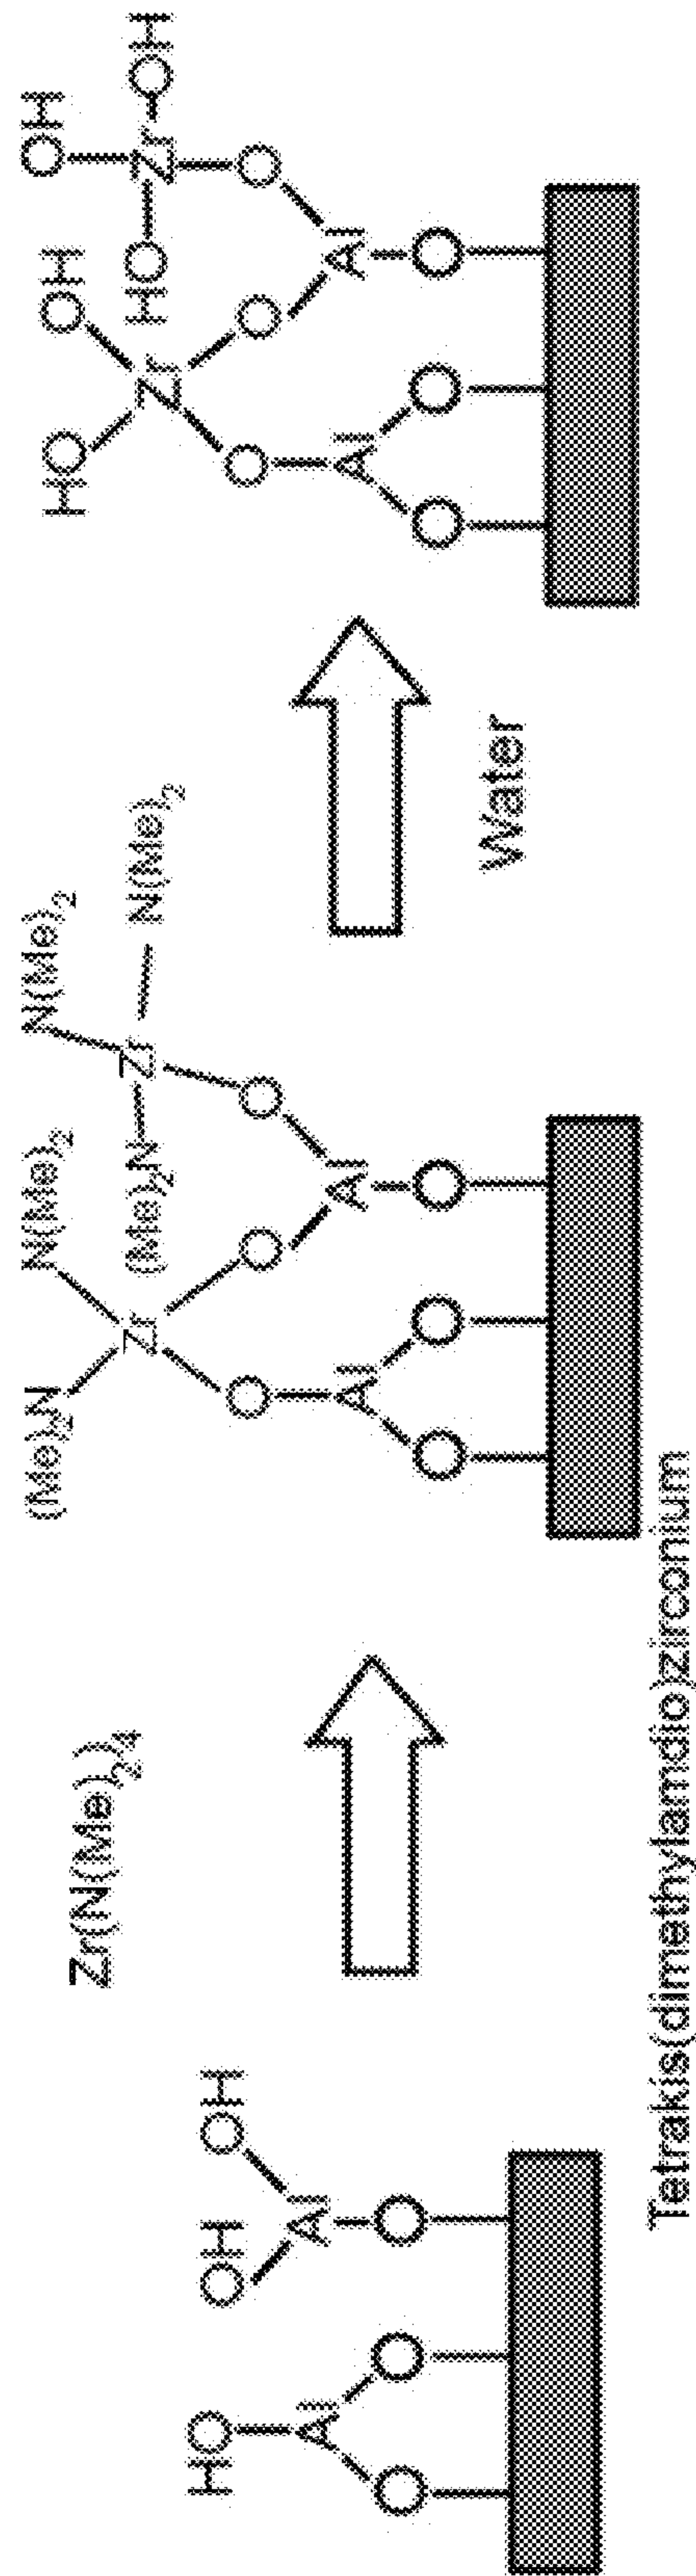 HO OH OH
Al Al
O O O
Zr(N(Me)₂)₄
Tetrakis(dimethylamdio)zirconium
(Me)₂N N(Me)₂ N(Me)₂
Zr (Me)₂N Zr N(Me)₂
O O O
Al Al
O O O
Water
HO OH OH
Zr HO Zr OH
O O O
Al Al
O O O